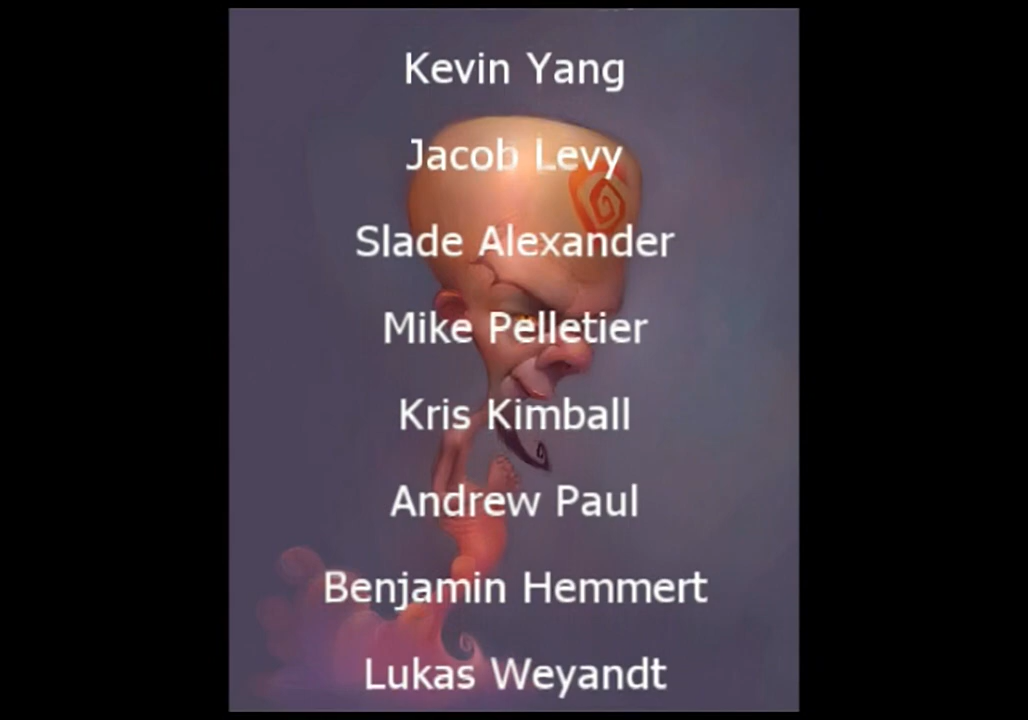 Kevin Yang
Jacob Levy
Slade Alexander
Mike Pelletier
Kris Kimball
Andrew Paul
Benjamin Hemmert
Lukas Weyandt